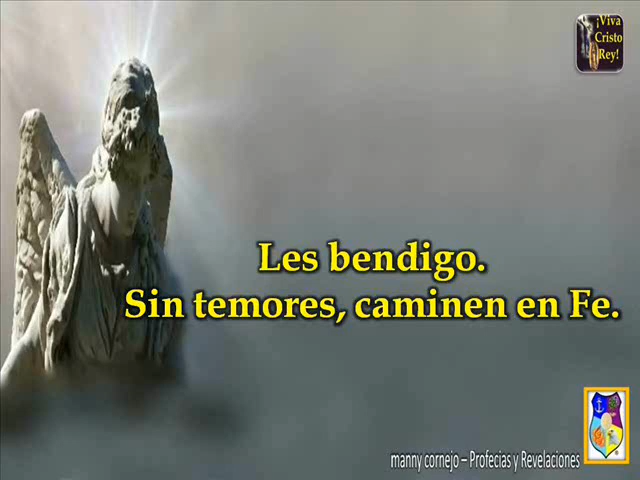 ¡Viva
Cristo
Rey!
Les bendigo.
Sin temores, caminen en Fe.
manny cornejo – Profecias y Revelaciones